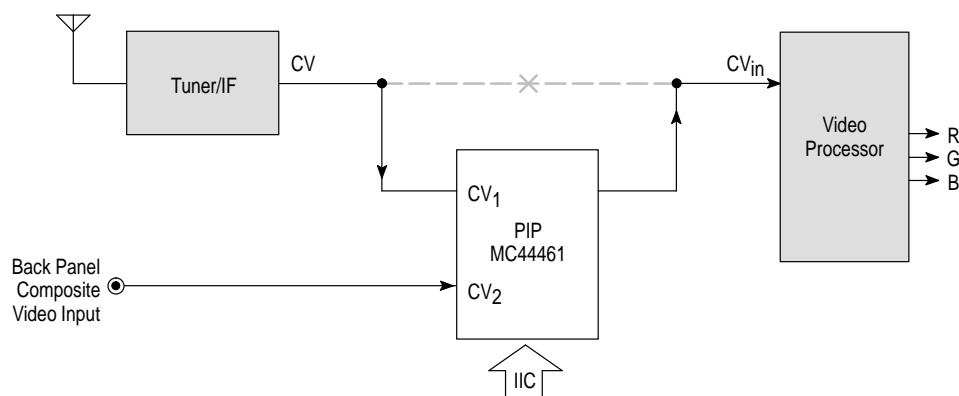 Tuner/IF
CV
CVin
Video
Processor
R
G
B
CV1
PIP
MC44461
CV2
Back Panel
Composite
Video Input
IIC